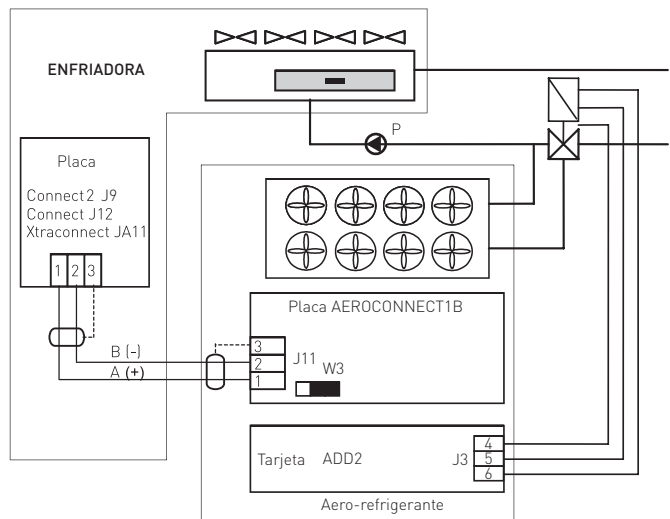 ENFRIADORA
P
Placa
Connect2 J9
Connect J12
Xtraconnect JA11
1 2 3
B (-)
A (+)
Placa AEROCONNECT1B
3
2
1
J11
W3
Tarjeta ADD2
J3
4
5
6
Aero-refrigerante